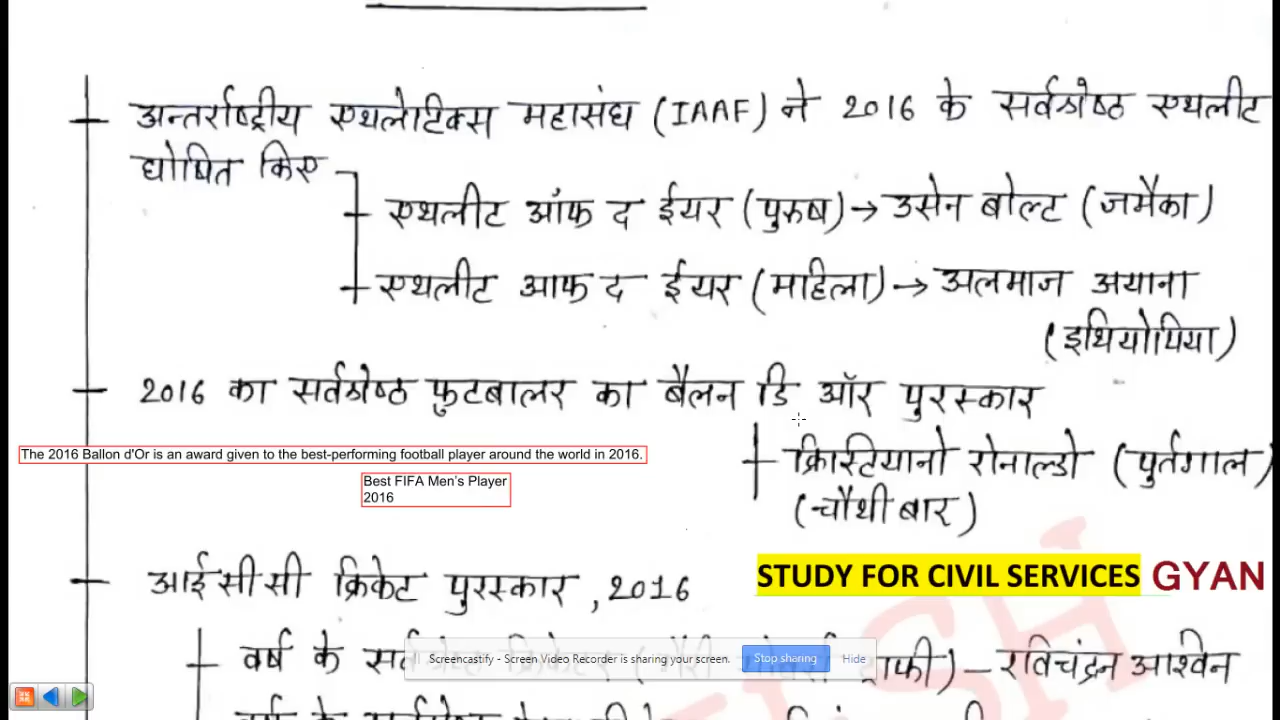 अन्तर्राष्ट्रीय एथलेटिक्स महासंघ (IAAF) ने 2016 के सर्वश्रेष्ठ एथलीट
घोषित किए
एथलीट ऑफ द ईयर (पुरुष) → उसेन बोल्ट (जमैका)
एथलीट आफ द ईयर (माहिला) → अलमाज अयाना
(इथियोपिया)
2016 का सर्वश्रेष्ठ फुटबालर का बैलन डि ऑर पुरस्कार
The 2016 Ballon d'Or is an award given to the best-performing football player around the world in 2016.
क्रिस्टियानो रोनाल्डो (पुर्तगाल)
Best FIFA Men's Player
2016
(चौथी बार)
आईसीसी क्रिकेट पुरस्कार, 2016
STUDY FOR CIVIL SERVICES GYAN
वर्ष के – रविचंद्रन आश्विन
Screencastify - Screen Video Recorder is sharing your screen. Stop sharing Hide